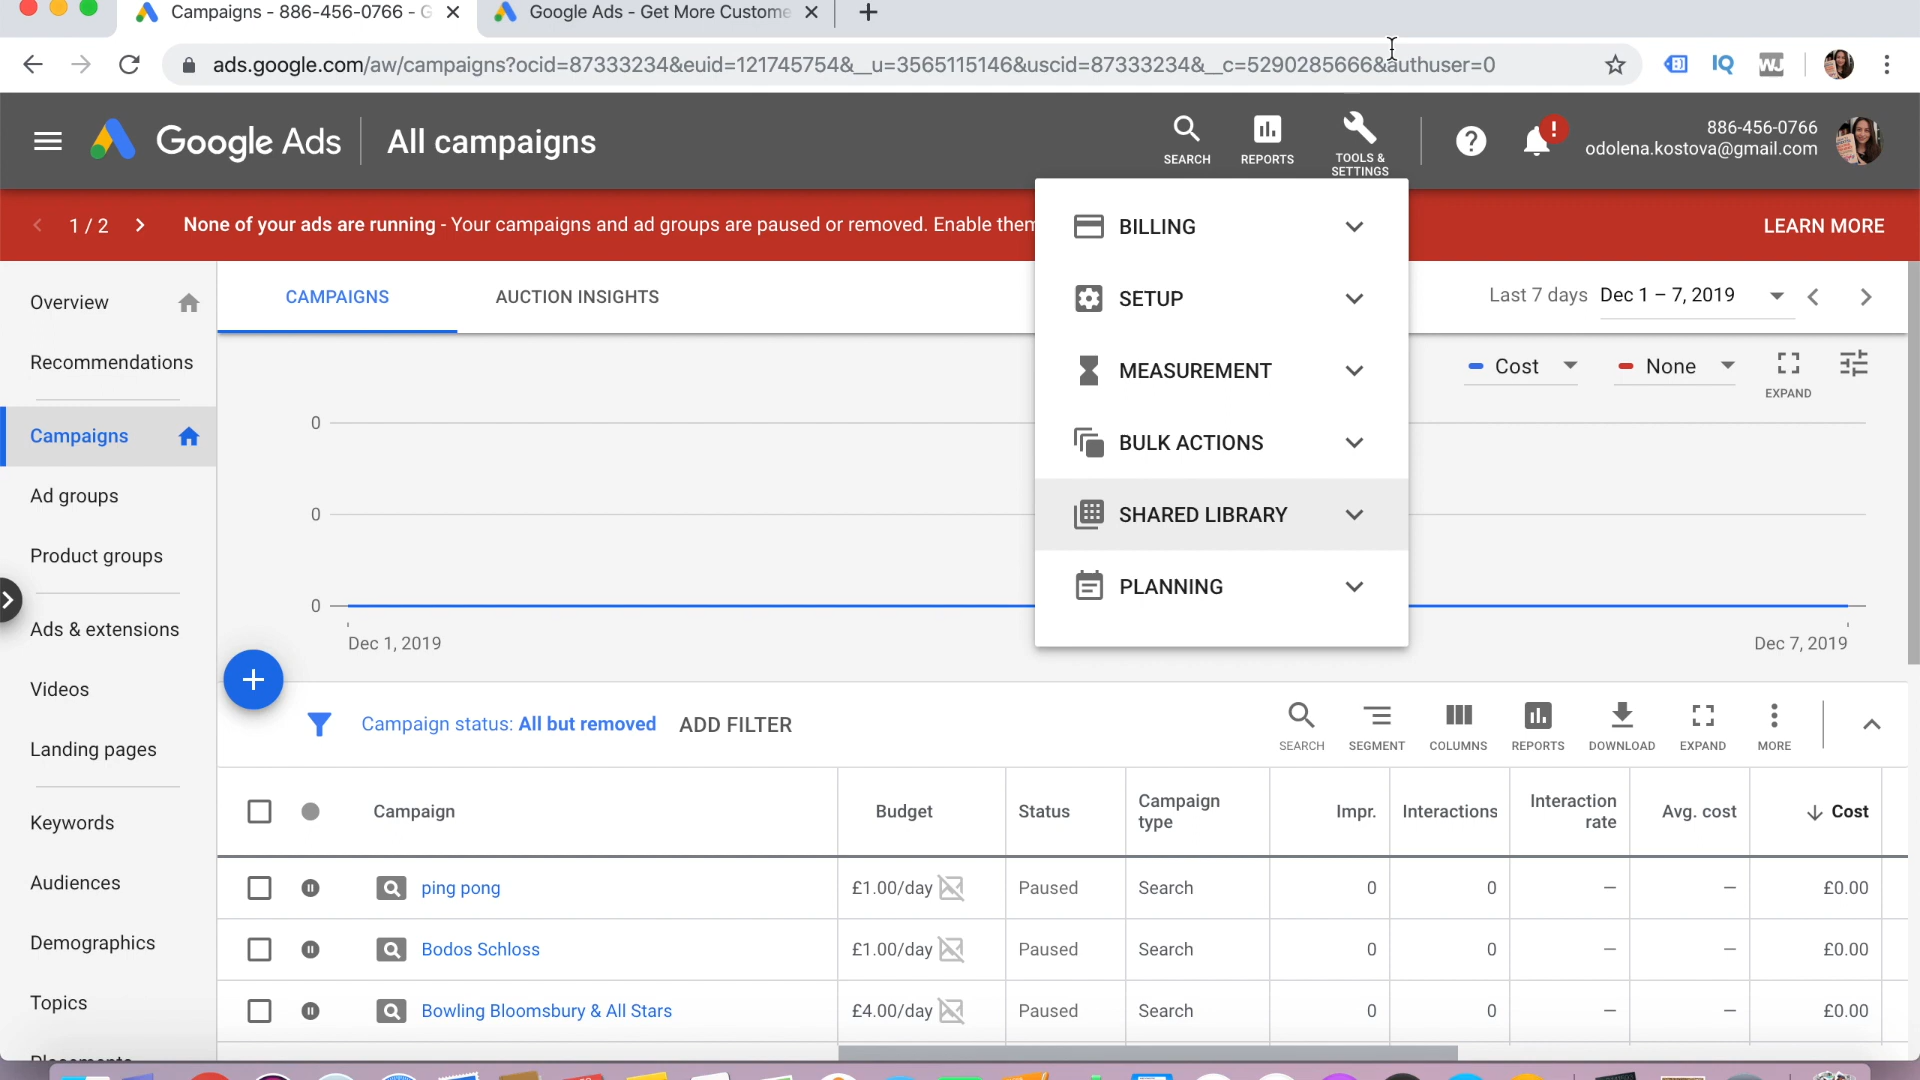 Campaigns - 886-456-0766 - G
Google Ads - Get More Custome
ads.google.com/aw/campaigns?ocid=87333234&euid=121745754&__u=3565115146&uscid=87333234&__c=5290285666&authuser=0
IQ
Google Ads
All campaigns
SEARCH
REPORTS
TOOLS &
SETTINGS
886-456-0766
odolena.kostova@gmail.com
1 / 2
None of your ads are running - Your campaigns and ad groups are paused or removed. Enable them
LEARN MORE
BILLING
SETUP
MEASUREMENT
BULK ACTIONS
SHARED LIBRARY
PLANNING
Overview
Recommendations
Campaigns
Ad groups
Product groups
Ads & extensions
Videos
Landing pages
Keywords
Audiences
Demographics
Topics
Placements
CAMPAIGNS
AUCTION INSIGHTS
Last 7 days
Dec 1 – 7, 2019
Cost
None
EXPAND
0
0
0
Dec 1, 2019
Dec 7, 2019
Campaign status: All but removed
ADD FILTER
SEARCH
SEGMENT
COLUMNS
REPORTS
DOWNLOAD
EXPAND
MORE
Campaign
Budget
Status
Campaign
type
Impr.
Interactions
Interaction
rate
Avg. cost
Cost
ping pong
£1.00/day
Paused
Search
0
0
–
–
£0.00
Bodos Schloss
£1.00/day
Paused
Search
0
0
–
–
£0.00
Bowling Bloomsbury & All Stars
£4.00/day
Paused
Search
0
0
–
–
£0.00